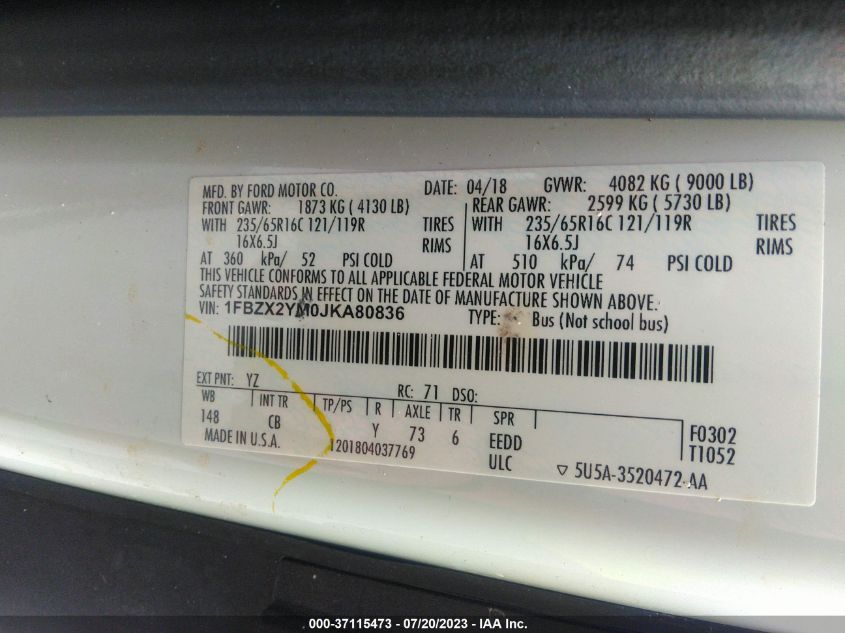 MFD. BY FORD MOTOR CO. DATE: 04/18 GVWR: 4082 KG ( 9000 LB)
FRONT GAWR: 1873 KG ( 4130 LB) REAR GAWR: 2599 KG ( 5730 LB)
WITH 235/65R16C 121/119R TIRES WITH 235/65R16C 121/119R TIRES
16X6.5J RIMS 16X6.5J RIMS
AT 360 kPa/ 52 PSI COLD AT 510 kPa/ 74 PSI COLD
THIS VEHICLE CONFORMS TO ALL APPLICABLE FEDERAL MOTOR VEHICLE
SAFETY STANDARDS IN EFFECT ON THE DATE OF MANUFACTURE SHOWN ABOVE.
VIN: 1FBZX2YM0JKA80836 TYPE: Bus (Not school bus)
EXT PNT: YZ RC: 71 DSO:
WB INT TR TP/PS R AXLE TR SPR
148 CB Y 73 6 EEDD F0302
MADE IN U.S.A. 1201804037769 ULC T1052
▽ 5U5A-3520472-AA
000-37115473 - 07/20/2023 - IAA Inc.